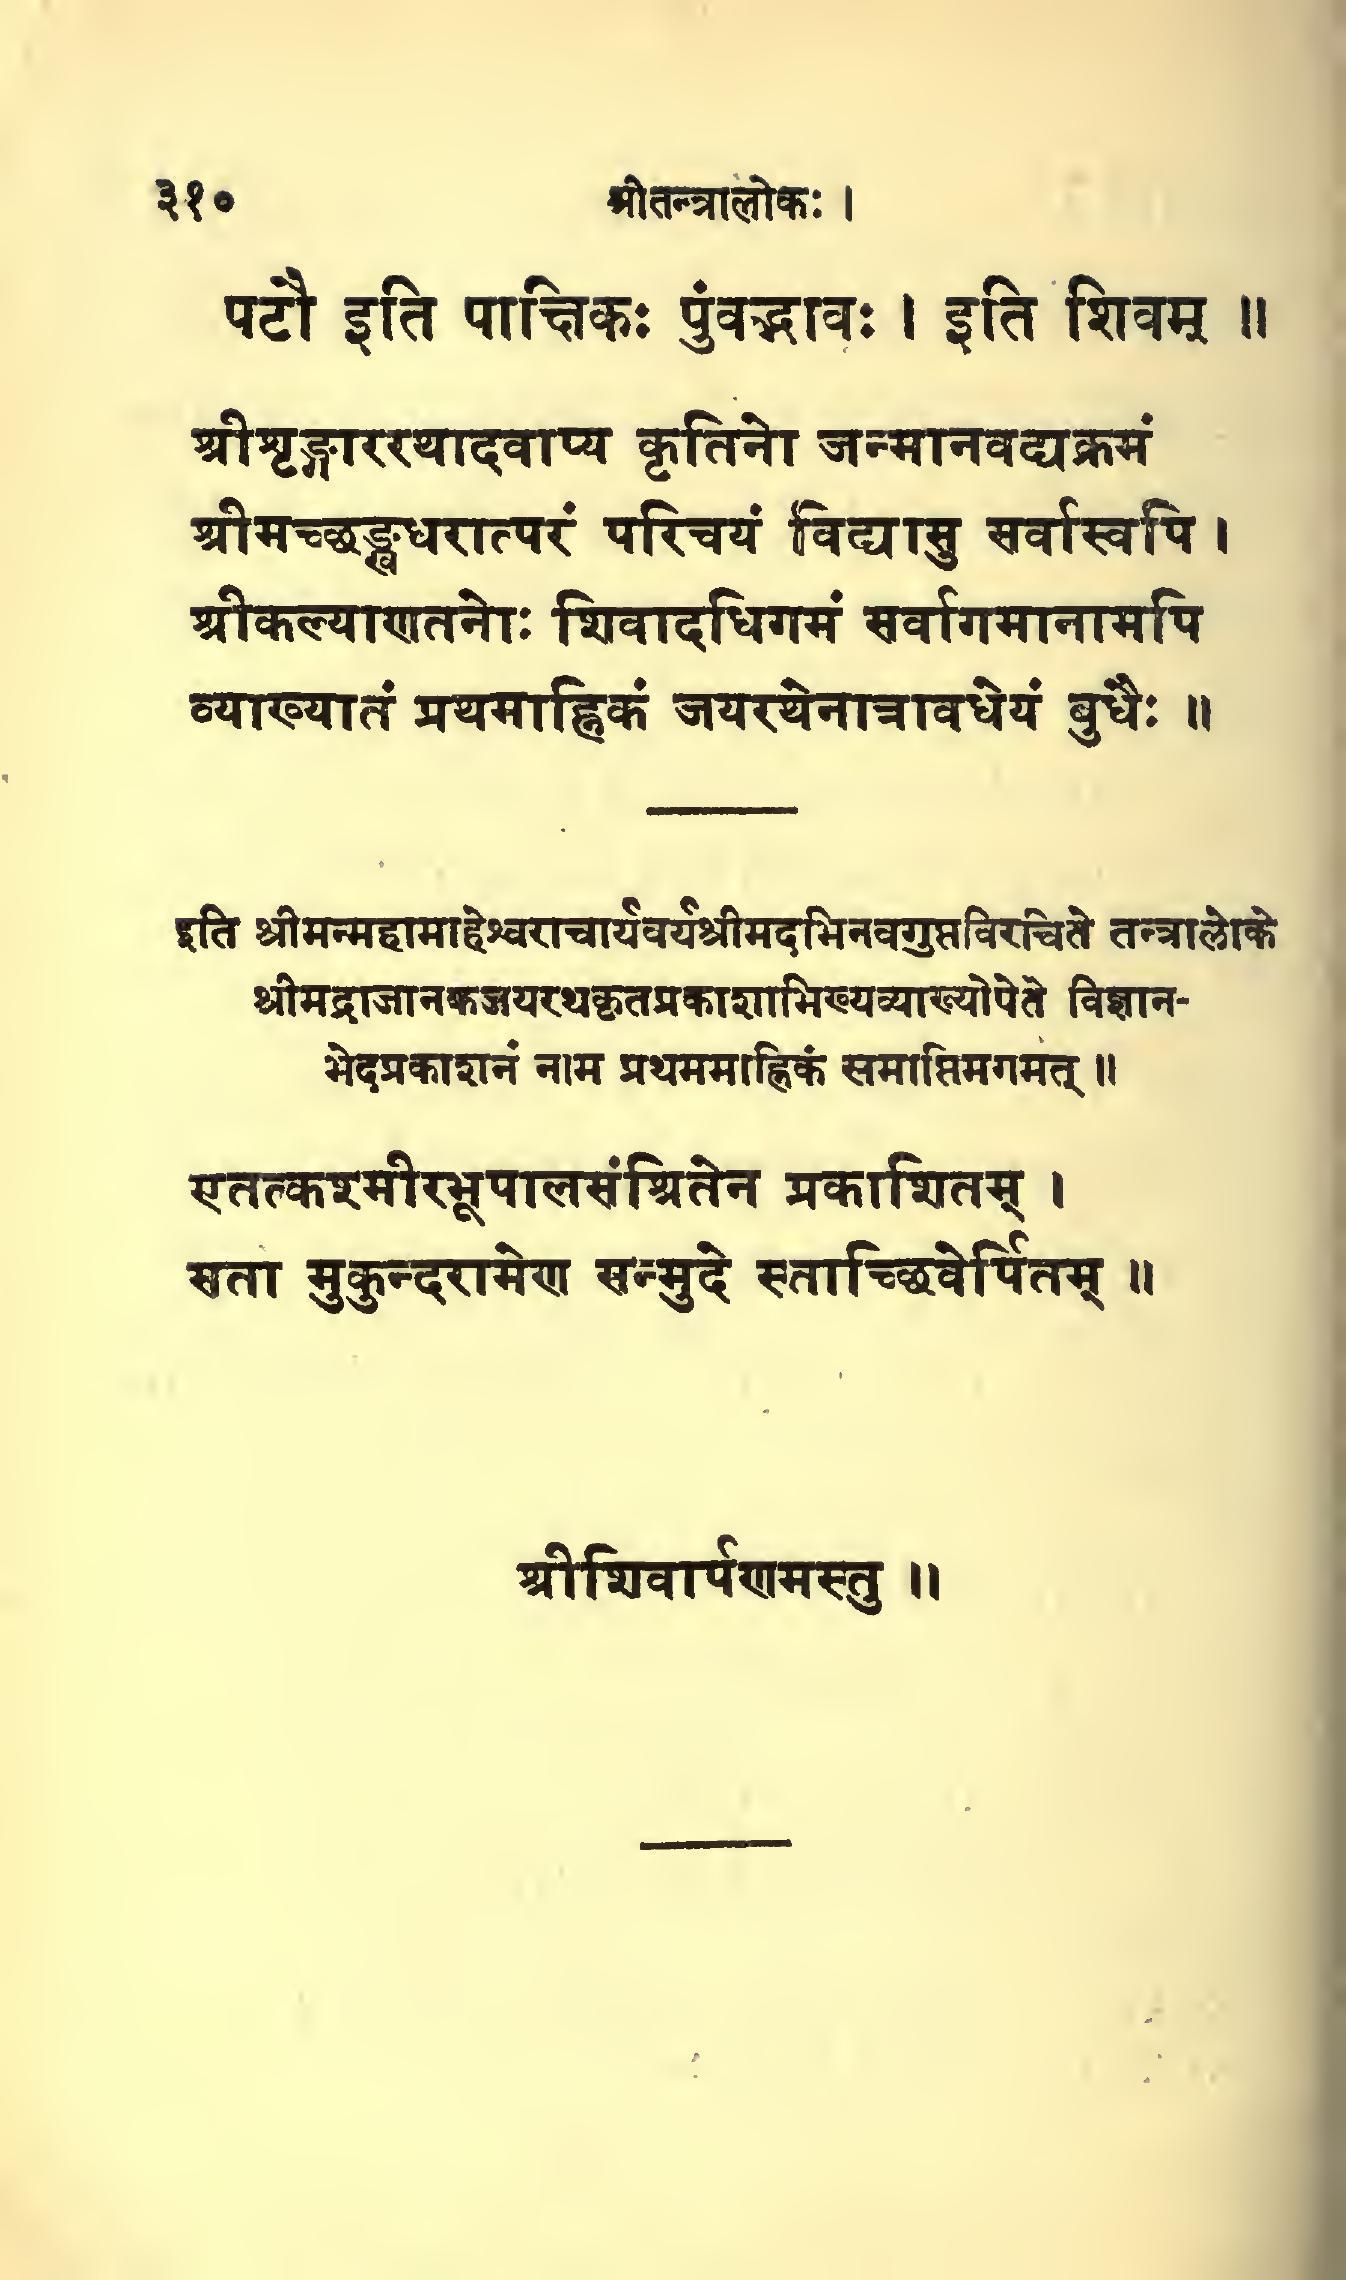 ३१०
श्रीतन्त्रालोकः ।
पटौ इति पाक्षिकः पुंवद्भावः । इति शिवम् ॥
श्रीशृङ्गाररथादवाप्य कृतिनो जन्मानवद्यक्रमं
श्रीमच्छङ्खधरात्परं परिचयं विद्यासु सर्वास्वपि ।
श्रीकल्याणतनोः शिवादधिगमं सर्वागमानामपि
व्याख्यातं प्रथमाह्निकं जयरथेनात्रावधेयं बुधैः ॥
इति श्रीमन्महामाहेश्वराचार्यवर्यश्रीमदभिनवगुप्तविरचिते तन्त्रालोके
श्रीमद्राजानकजयरथकृतप्रकाशाभिख्यव्याख्योपेते विज्ञान-
भेदप्रकाशनं नाम प्रथममाह्निकं समाप्तिमगमत् ॥
एतत्कश्मीरभूपालसंश्रितेन प्रकाशितम् ।
सता मुकुन्दरामेण सन्मुदे स्ताच्छिवेर्पितम् ॥
श्रीशिवार्पणमस्तु ॥